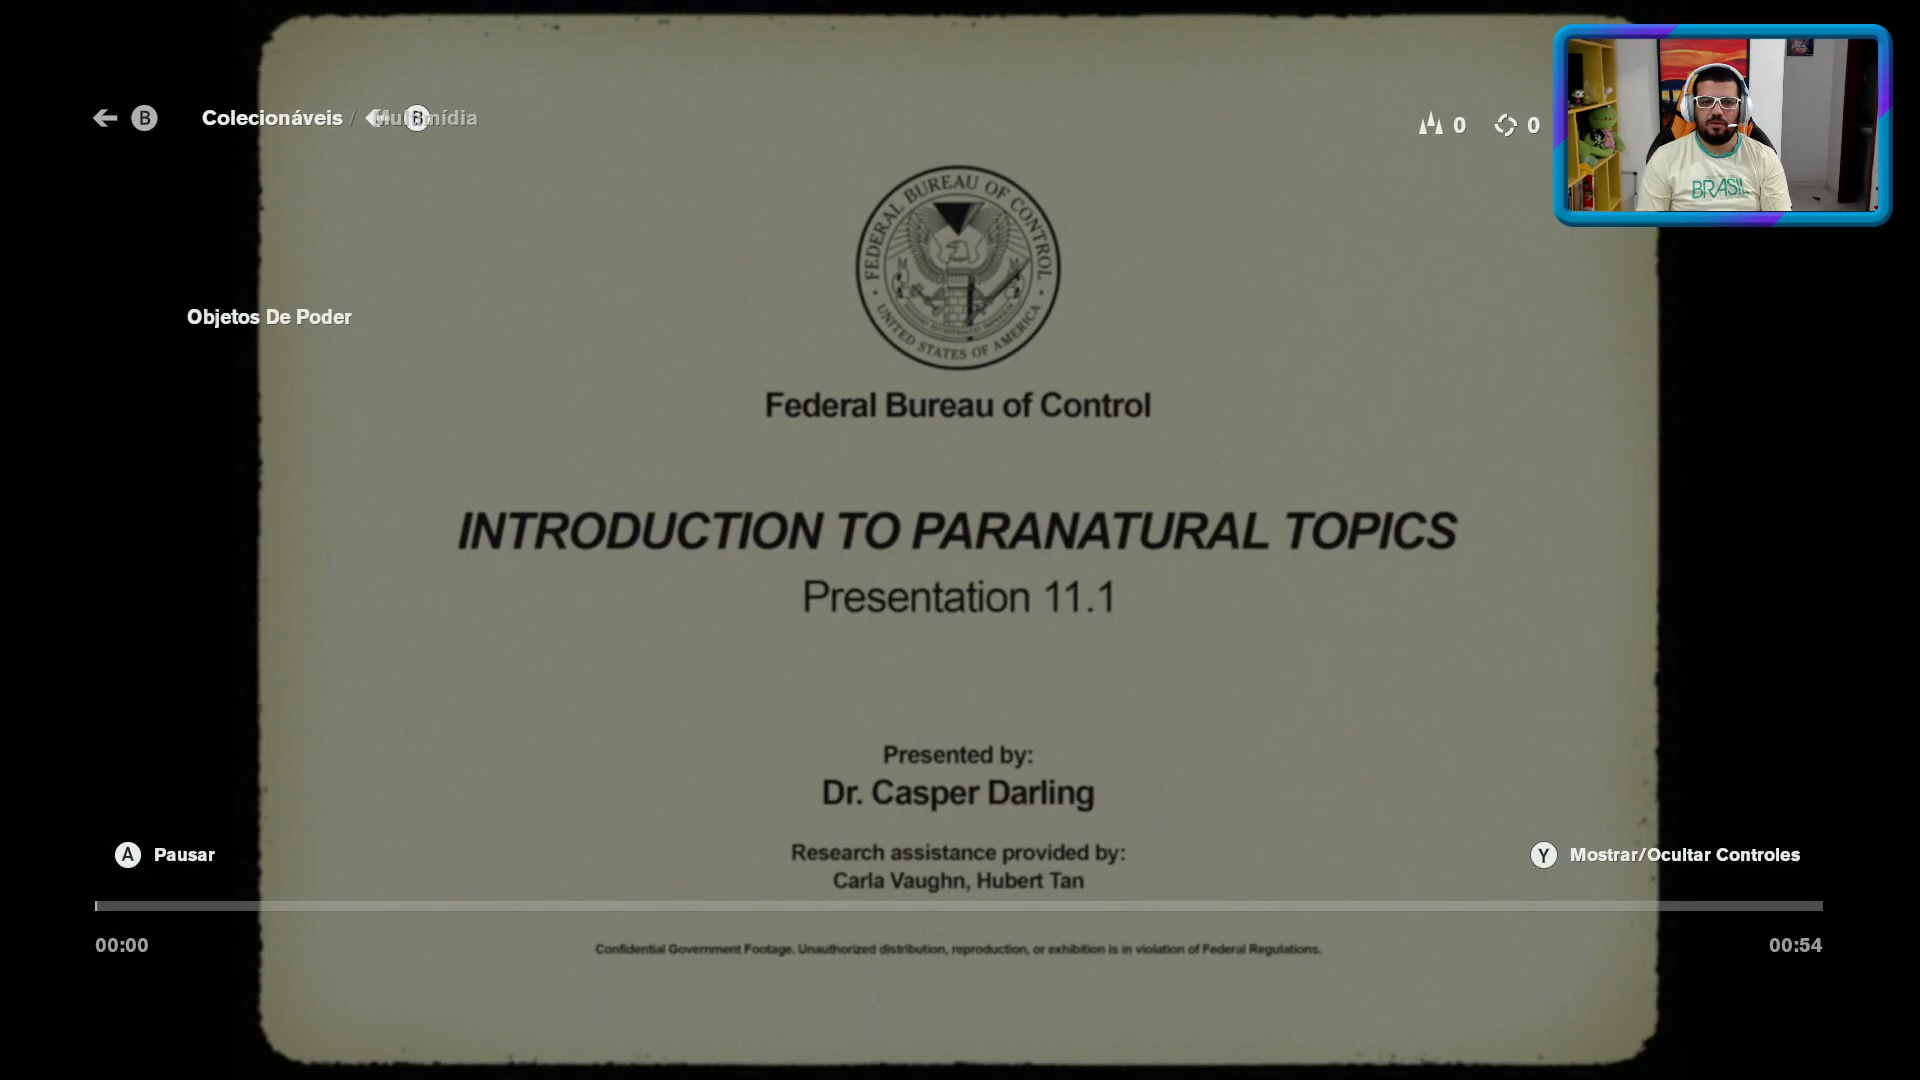 B Colecionáveis / Multimídia B
0 0
BRASIL
Objetos De Poder
FEDERAL BUREAU OF CONTROL
UNITED STATES OF AMERICA
Federal Bureau of Control
INTRODUCTION TO PARANATURAL TOPICS
Presentation 11.1
Presented by:
Dr. Casper Darling
Research assistance provided by:
Carla Vaughn, Hubert Tan
A Pausar
Y Mostrar/Ocultar Controles
00:00
00:54
Confidential Government Footage. Unauthorized distribution, reproduction, or exhibition is in violation of Federal Regulations.